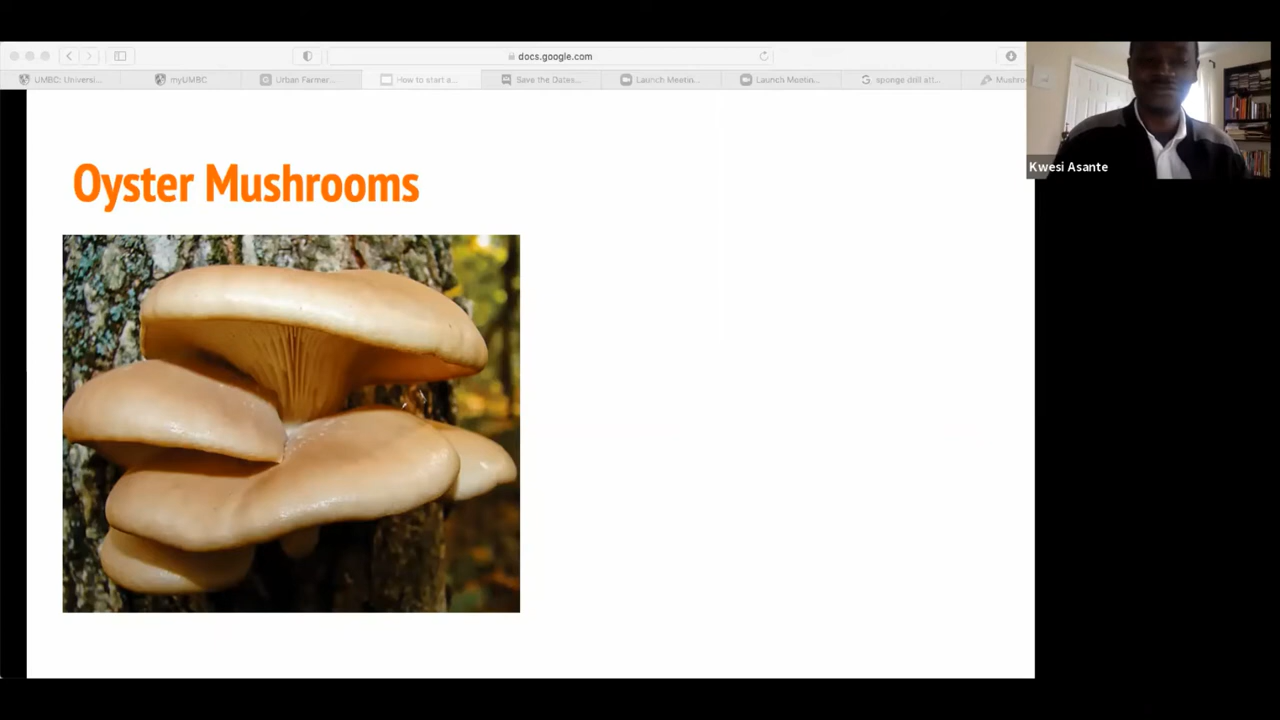 docs.google.com
UMBC: Universi...
myUMBC
Urban Farmer...
How to start a...
Save the Dates...
Launch Meetin...
Launch Meetin...
sponge drill att...
Mushroo
Kwesi Asante
Oyster Mushrooms